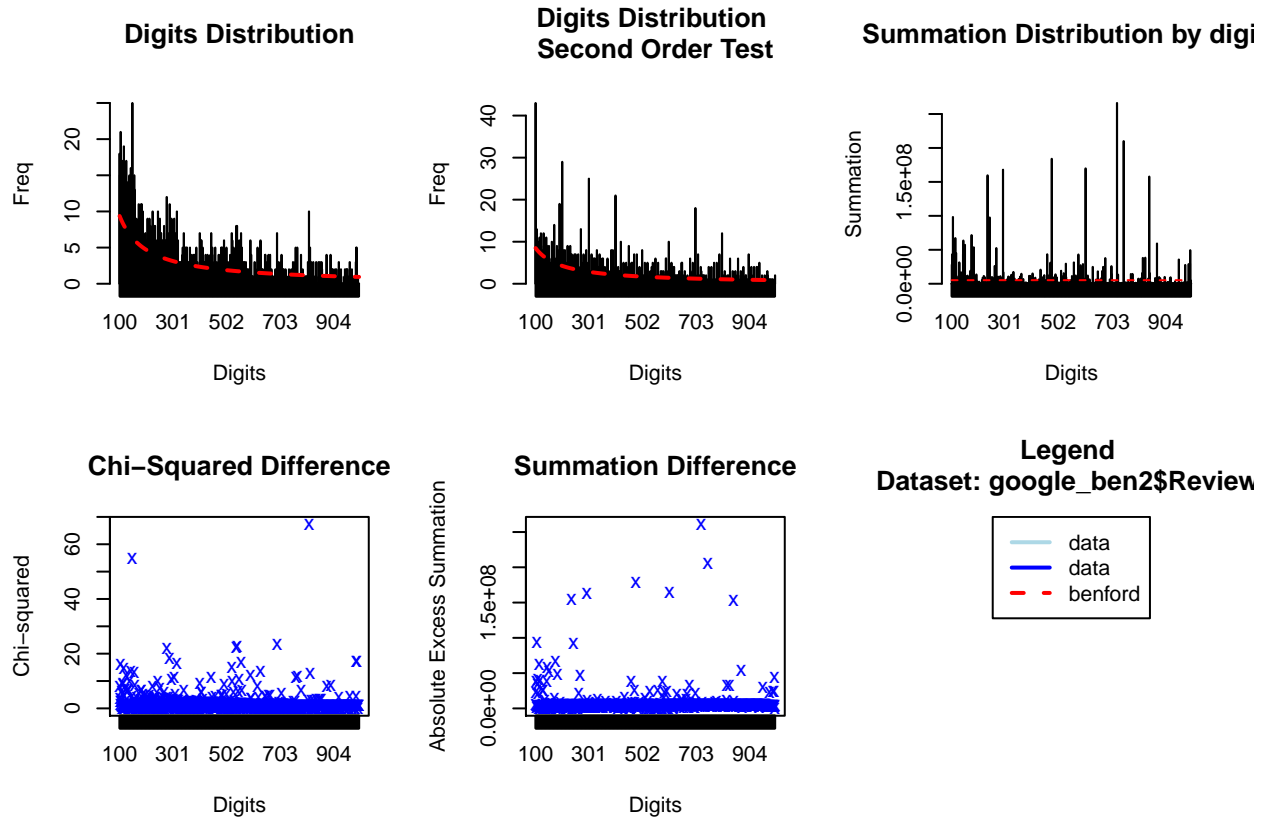 Digits Distribution
Freq
0 5 10 20
100 301 502 703 904
Digits
Digits Distribution
Second Order Test
Freq
0 10 20 30 40
100 301 502 703 904
Digits
Summation Distribution by digi
Summation
0.0e+00 1.5e+08
100 301 502 703 904
Digits
Chi−Squared Difference
Chi−squared
0 20 40 60
100 301 502 703 904
Digits
Summation Difference
Absolute Excess Summation
0.0e+00 1.5e+08
100 301 502 703 904
Digits
Legend
Dataset: google_ben2$Review
data
data
benford